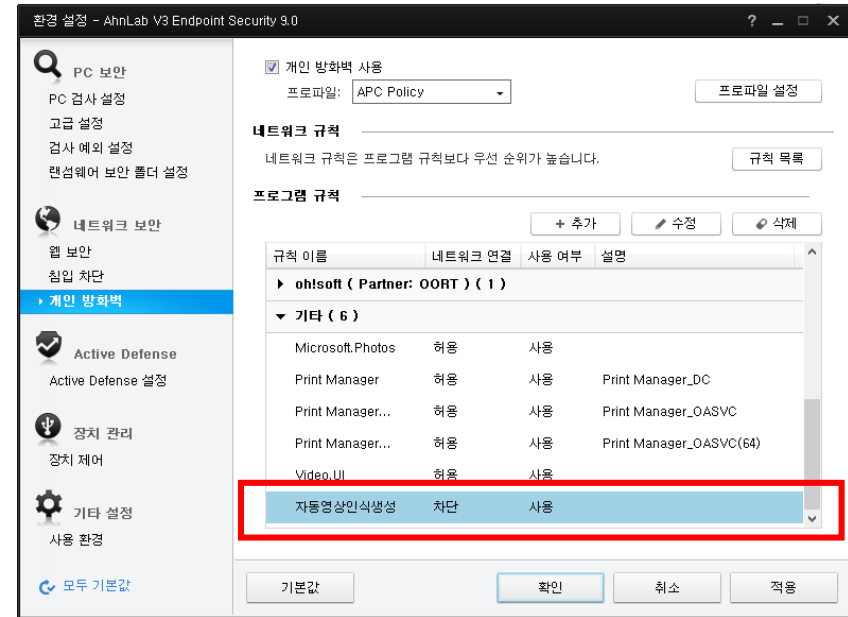 환경 설정 - AhnLab V3 Endpoint Security 9.0
PC 보안
PC 검사 설정
고급 설정
검사 예외 설정
랜섬웨어 보안 폴더 설정
네트워크 보안
웹 보안
침입 차단
개인 방화벽
Active Defense
Active Defense 설정
장치 관리
장치 제어
기타 설정
사용 환경
모두 기본값
개인 방화벽 사용
프로파일: APC Policy 프로파일 설정
네트워크 규칙
네트워크 규칙은 프로그램 규칙보다 우선 순위가 높습니다. 규칙 목록
프로그램 규칙
+ 추가 수정 삭제
규칙 이름 네트워크 연결 사용 여부 설명
oh!soft ( Partner: OORT ) ( 1 )
기타 ( 6 )
Microsoft.Photos 허용 사용
Print Manager 허용 사용 Print Manager_DC
Print Manager... 허용 사용 Print Manager_OASVC
Print Manager... 허용 사용 Print Manager_OASVC(64)
Video.UI 허용 사용
자동영상인식생성 차단 사용
기본값 확인 취소 적용